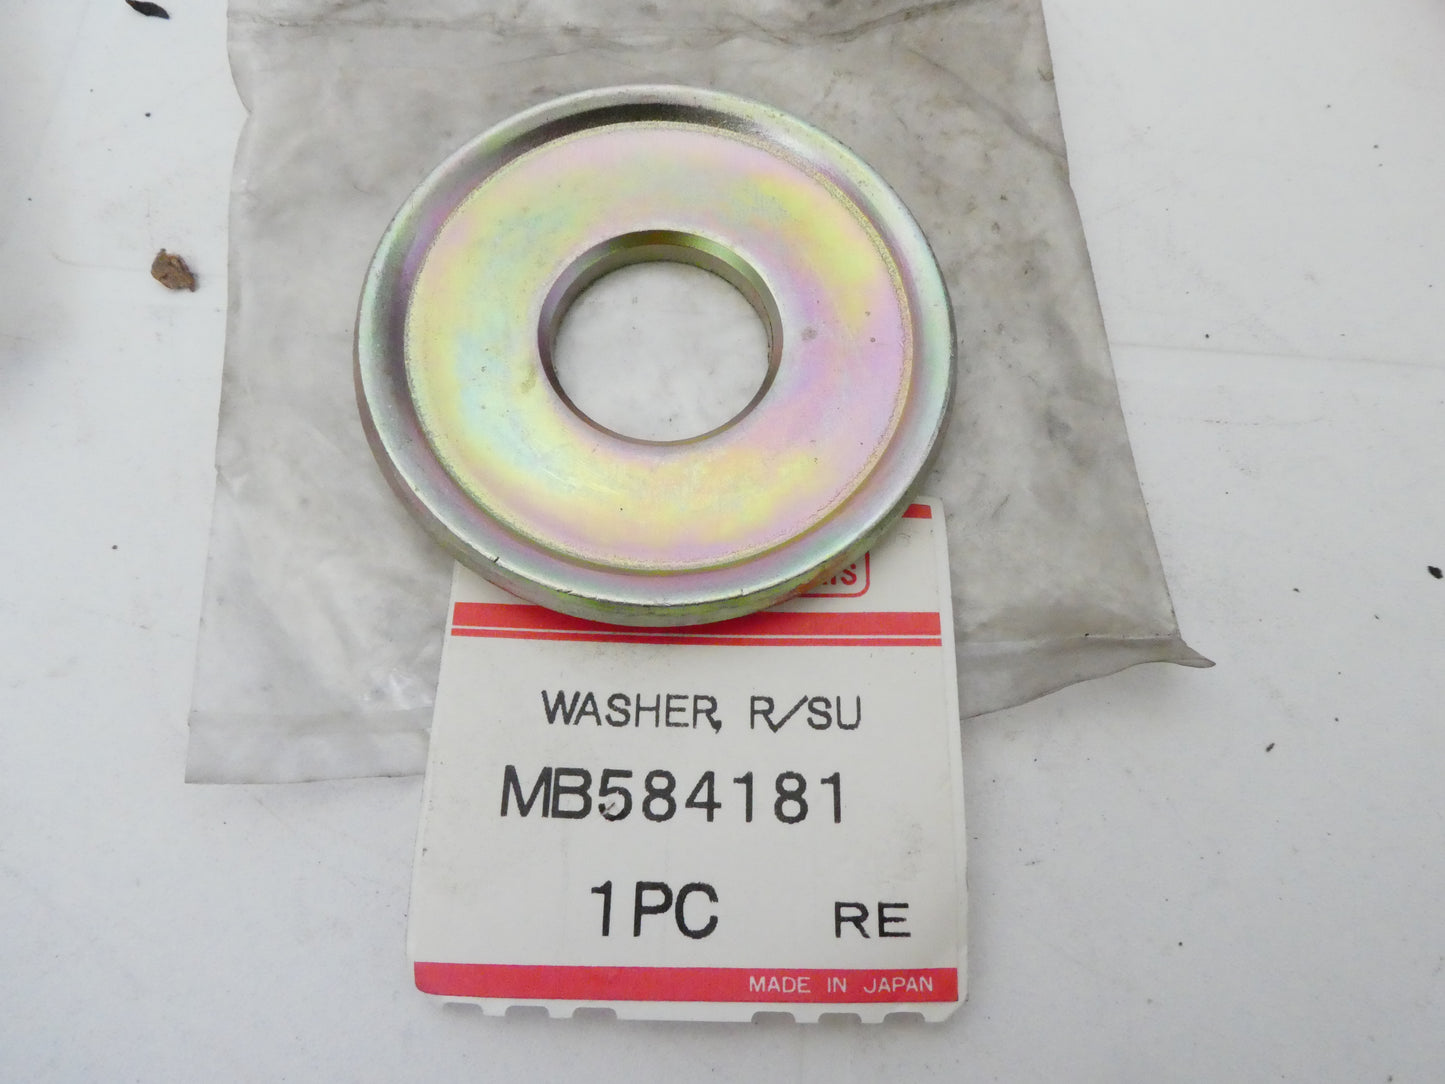 WASHER, R/SU
MB584181
1PC RE
MADE IN JAPAN